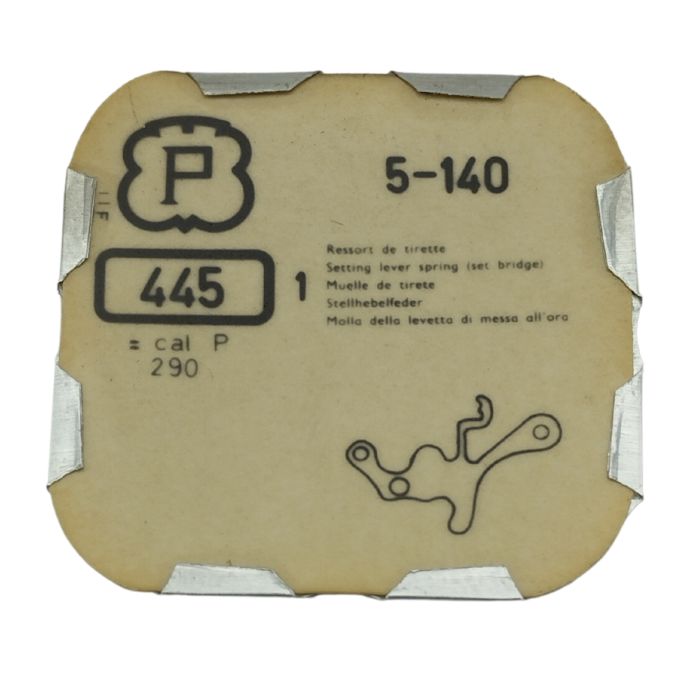 P
5-140
445
1
Ressort de tirette
Setting lever spring (set bridge)
Muelle de tirete
Stellhebelfeder
Molla della levetta di messa all'ora
= cal P
290